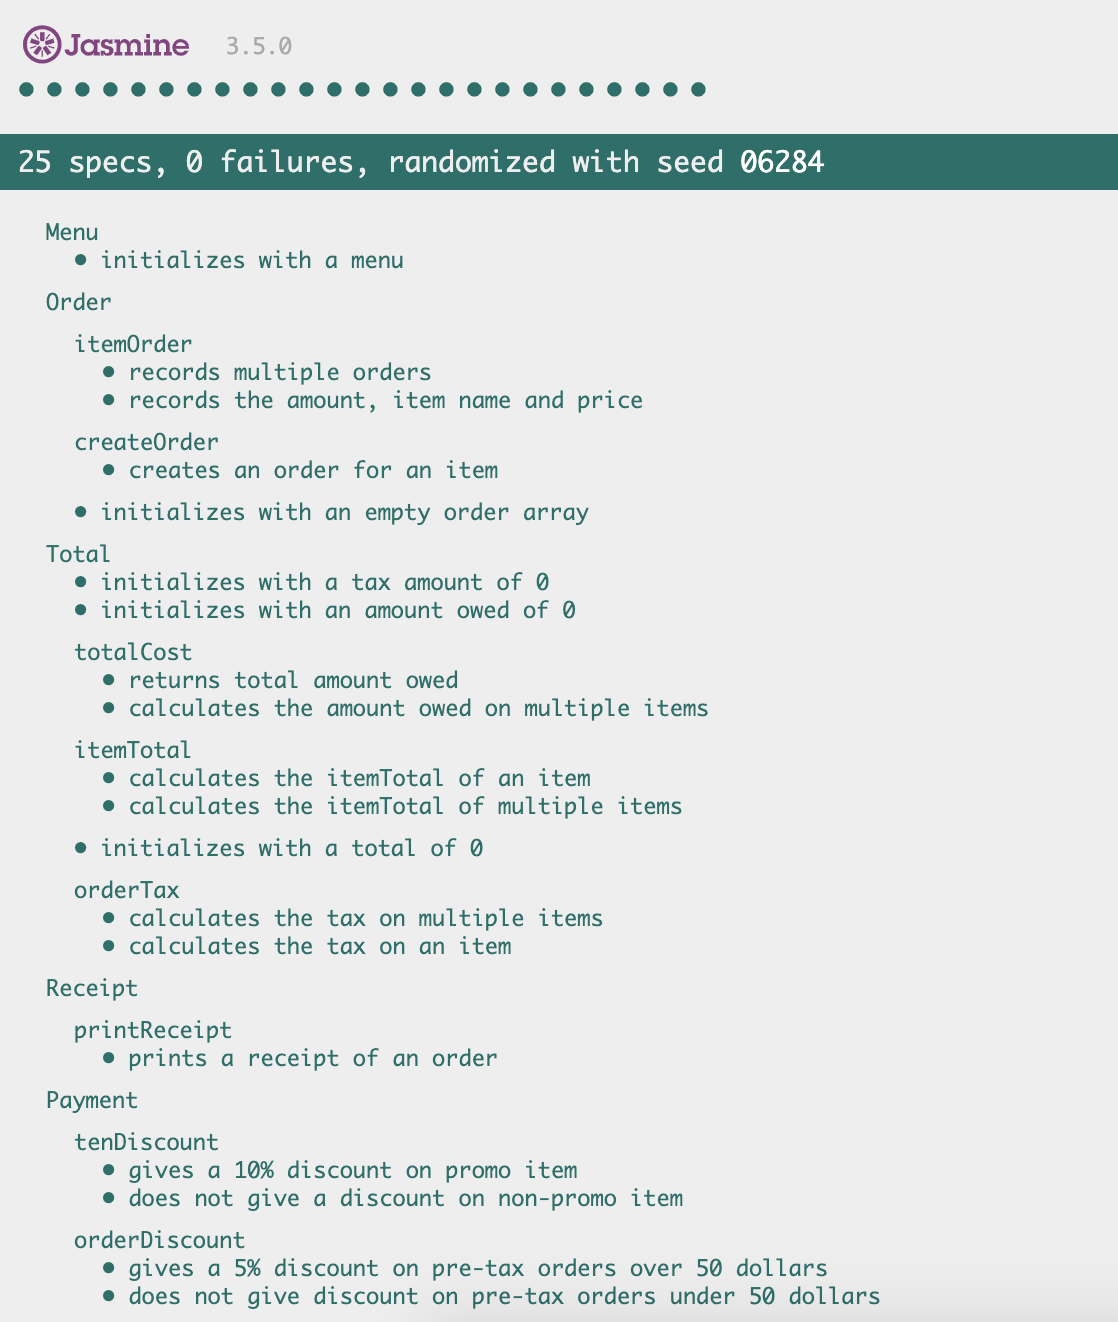 Jasmine 3.5.0
25 specs, 0 failures, randomized with seed 06284
Menu
• initializes with a menu
Order
itemOrder
• records multiple orders
• records the amount, item name and price
createOrder
• creates an order for an item
• initializes with an empty order array
Total
• initializes with a tax amount of 0
• initializes with an amount owed of 0
totalCost
• returns total amount owed
• calculates the amount owed on multiple items
itemTotal
• calculates the itemTotal of an item
• calculates the itemTotal of multiple items
• initializes with a total of 0
orderTax
• calculates the tax on multiple items
• calculates the tax on an item
Receipt
printReceipt
• prints a receipt of an order
Payment
tenDiscount
• gives a 10% discount on promo item
• does not give a discount on non-promo item
orderDiscount
• gives a 5% discount on pre-tax orders over 50 dollars
• does not give discount on pre-tax orders under 50 dollars